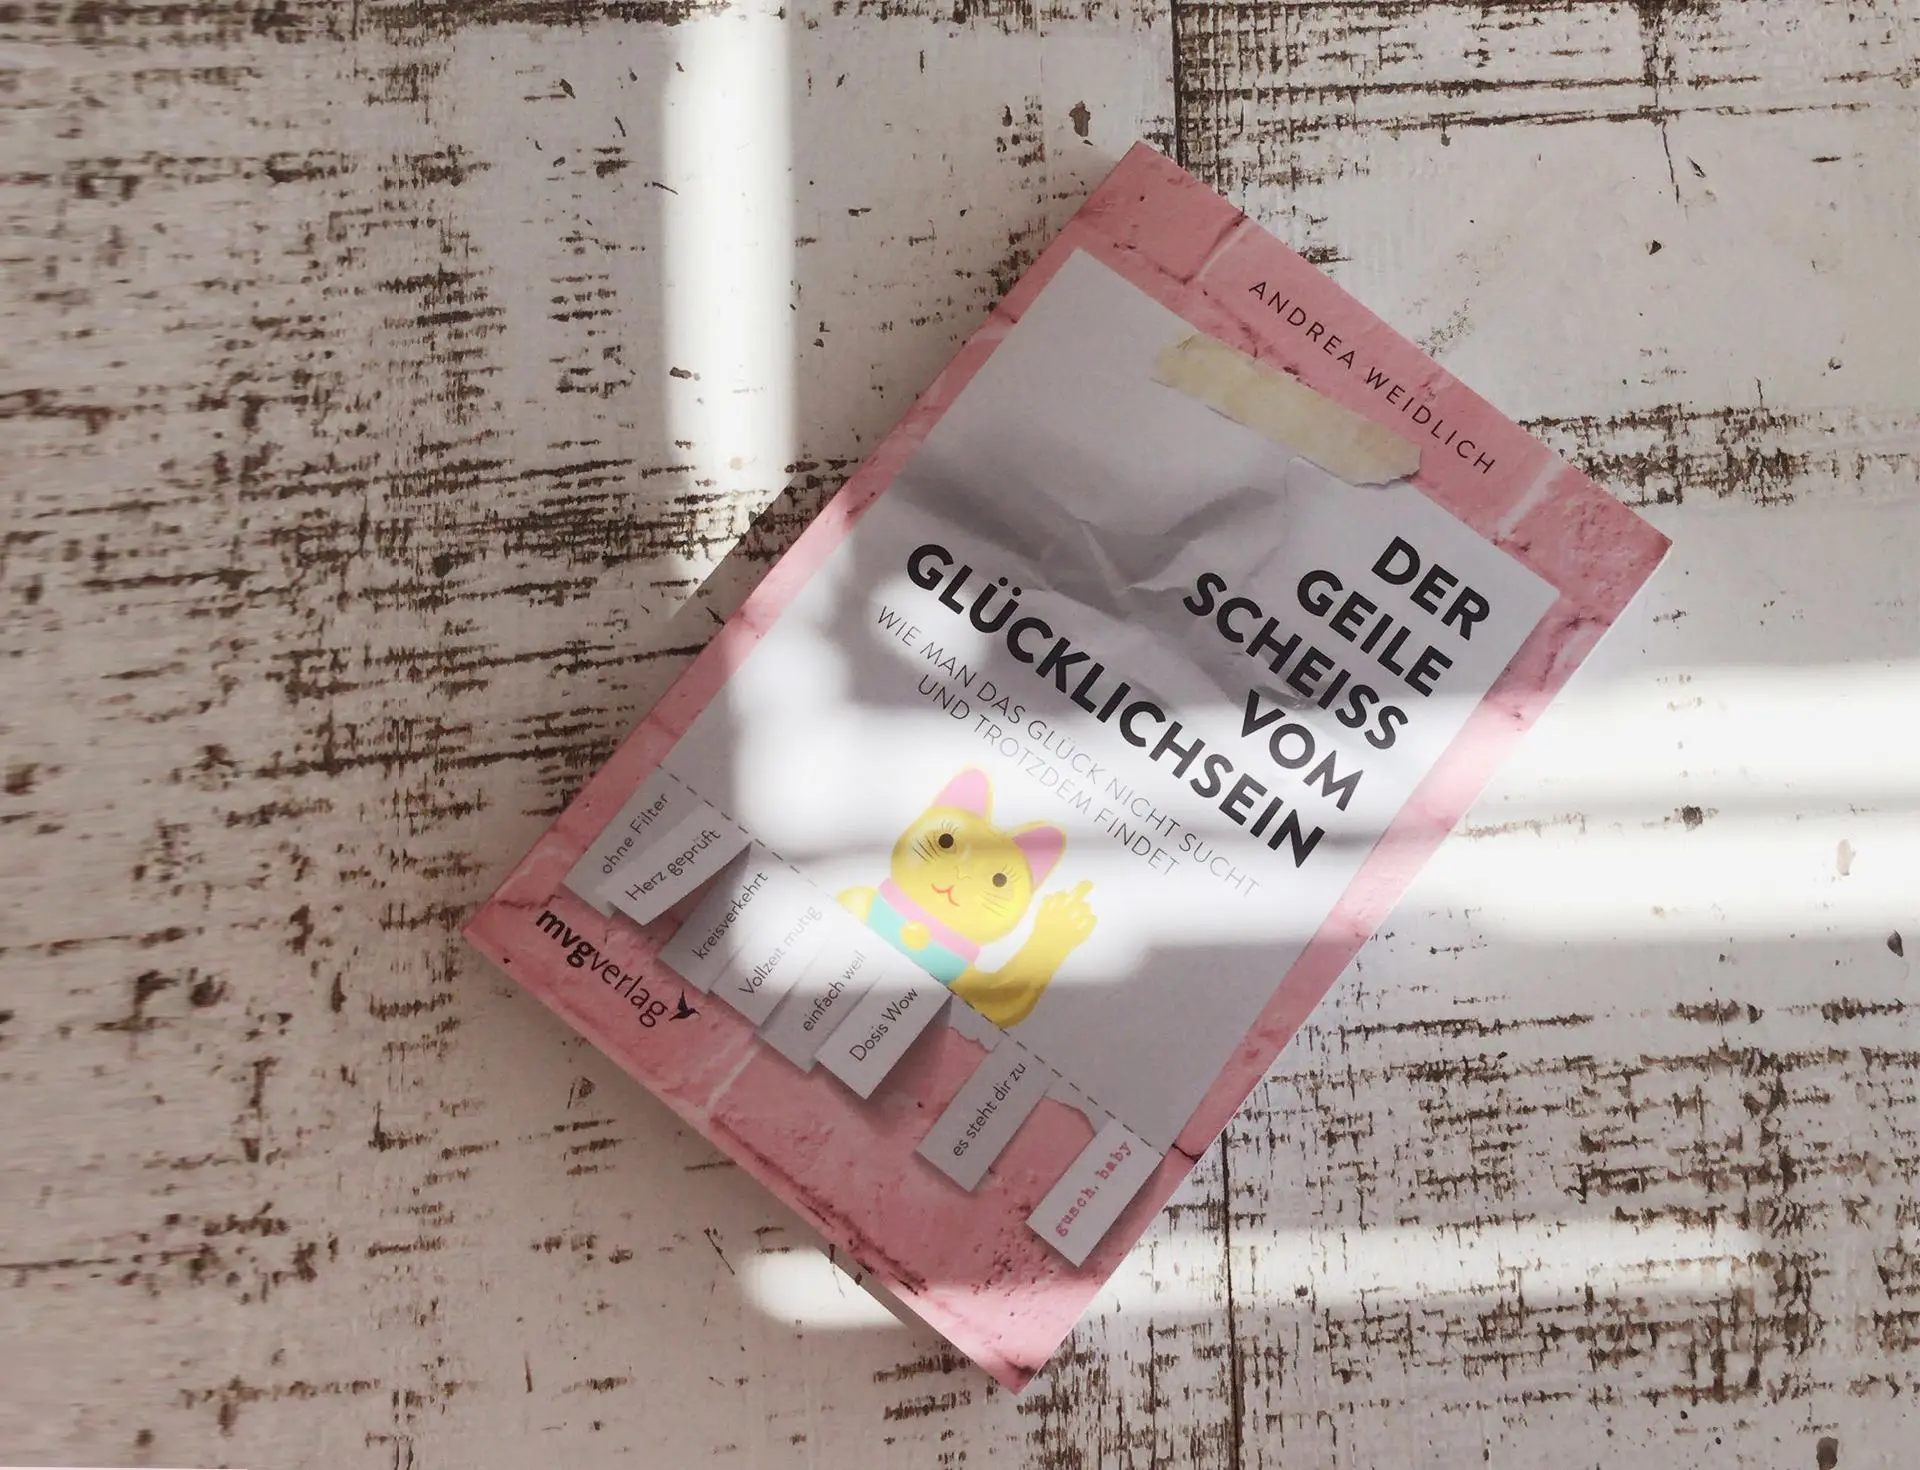 ANDREA WEIDLICH
DER
GEILE
SCHEISS
VOM
GLÜCKLICHSEIN
WIE MAN DAS GLÜCK NICHT SUCHT
UND TROTZDEM FINDET
ohne Filter
Herz geprüft
kreisverkehrt
Vollzeit mutig
einfach weil
Dosis Wow
es steht dir zu
gusch, baby
mvgverlag